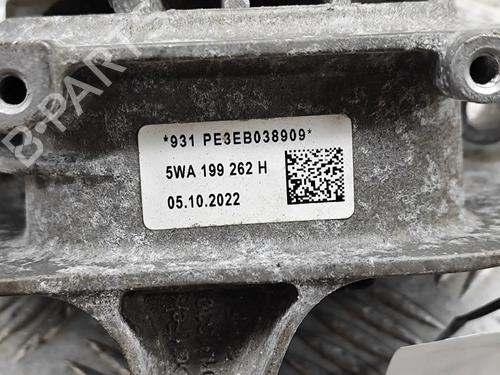 *931 PE3EB038909*
5WA 199 262 H
05.10.2022
B-PARTS